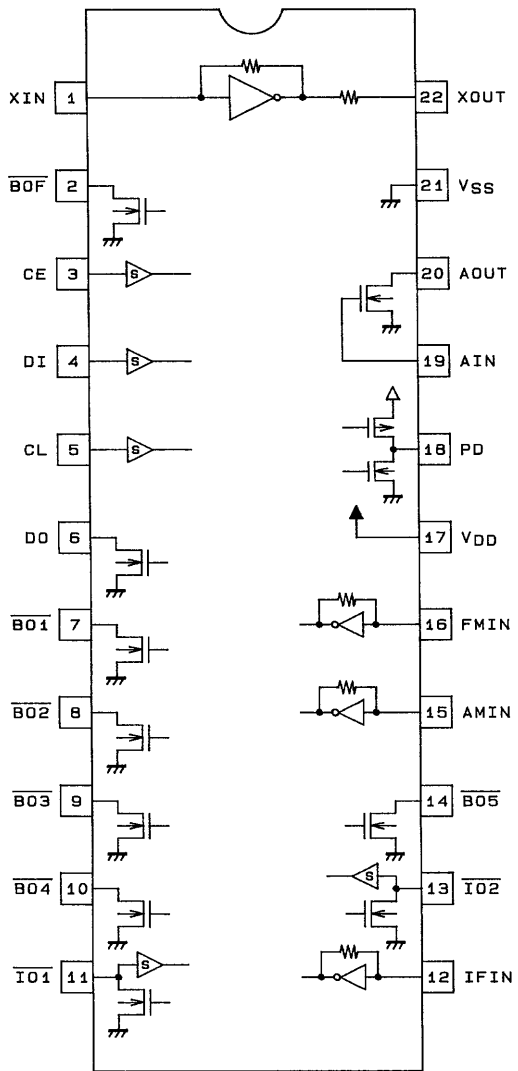 XIN 1 22 XOUT
BOF 2 21 VSS
CE 3 S 20 AOUT
DI 4 S 19 AIN
CL 5 S 18 PD
DO 6 17 VDD
BO1 7 16 FMIN
BO2 8 15 AMIN
BO3 9 14 BO5
BO4 10 S 13 IO2
IO1 11 S 12 IFIN